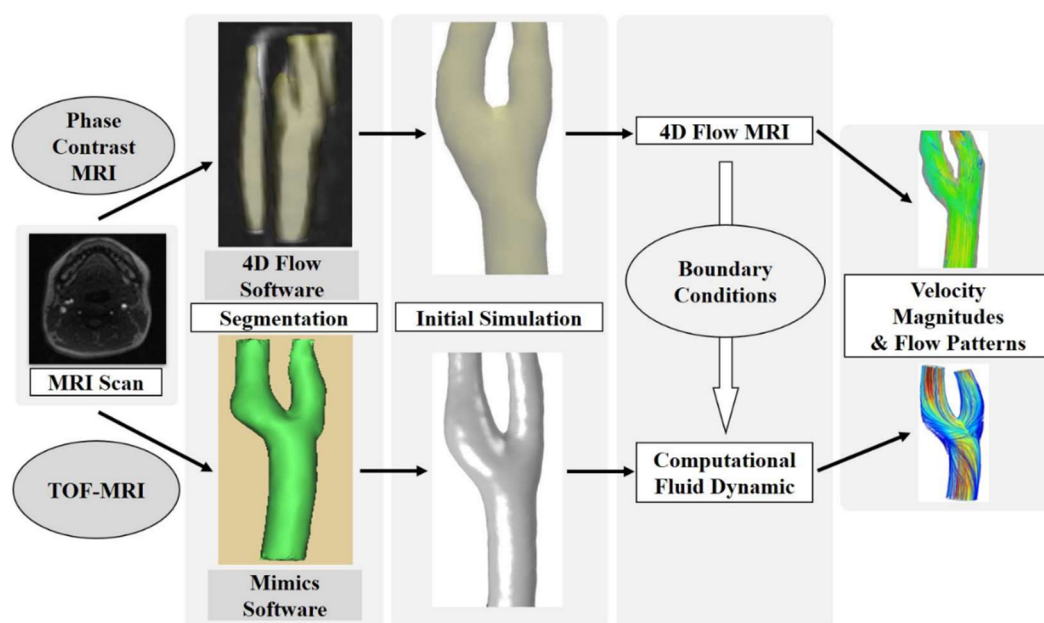 Phase
Contrast
MRI
4D Flow
Software
4D Flow MRI
Segmentation
Initial Simulation
Boundary
Conditions
Velocity
Magnitudes
& Flow Patterns
MRI Scan
TOF-MRI
Computational
Fluid Dynamic
Mimics
Software